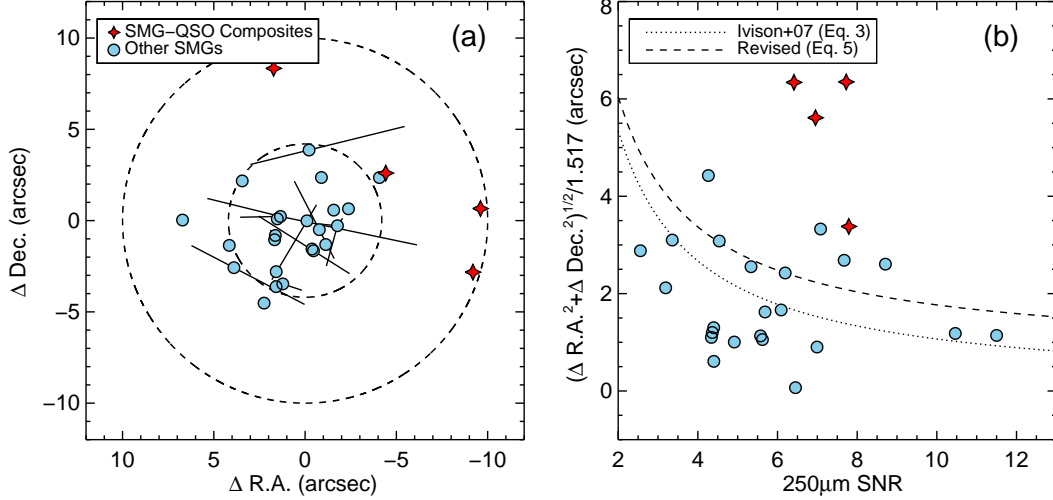 SMG−QSO Composites
Other SMGs
(a)
10
5
0
−5
−10
Δ Dec. (arcsec)
10
5
0
−5
−10
Δ R.A. (arcsec)
Ivison+07 (Eq. 3)
Revised (Eq. 5)
(b)
8
6
4
2
0
(Δ R.A.²+Δ Dec.²)^{1/2}/1.517 (arcsec)
2
4
6
8
10
12
250μm SNR